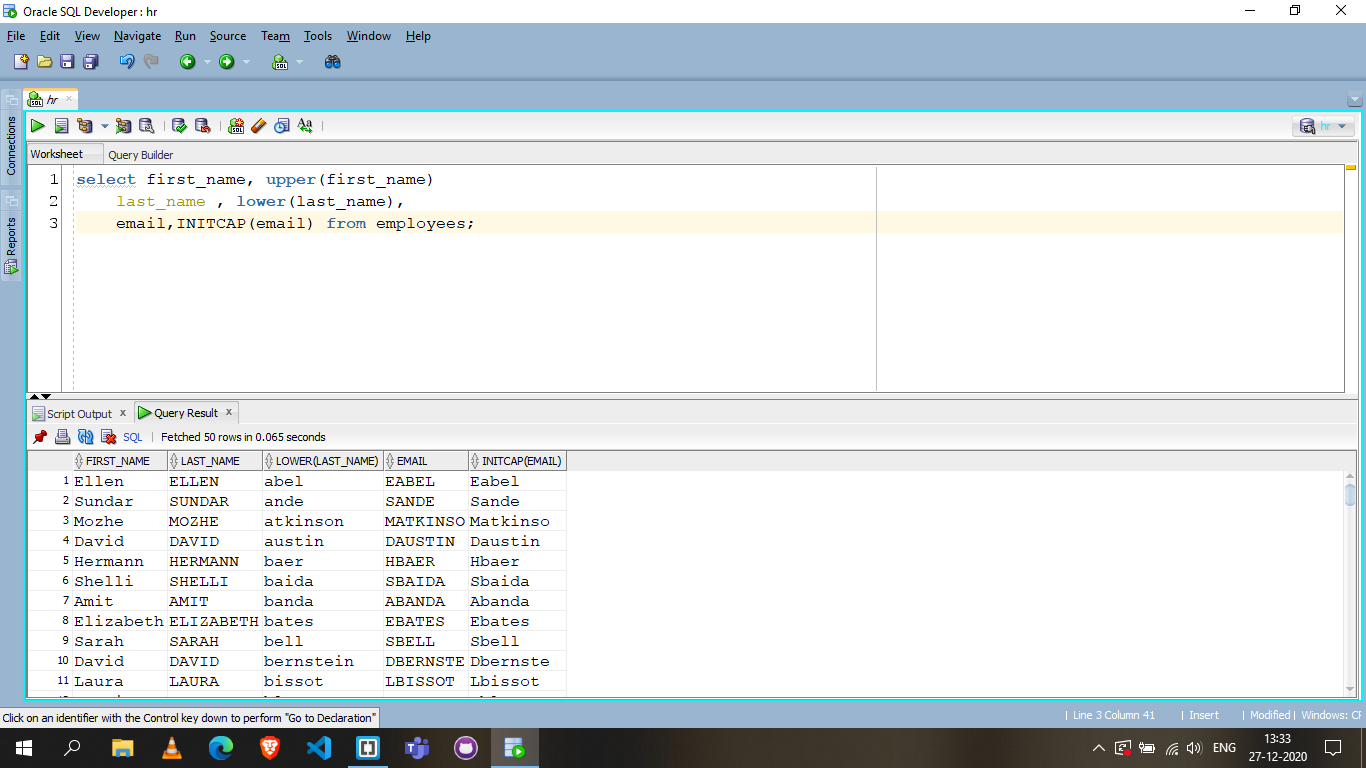 Oracle SQL Developer : hr
File Edit View Navigate Run Source Team Tools Window Help
hr
Connections
Reports
hr
Worksheet Query Builder
1 select first_name, upper(first_name)
2 last_name , lower(last_name),
3 email,INITCAP(email) from employees;
Script Output x Query Result x
SQL | Fetched 50 rows in 0.065 seconds
FIRST_NAME LAST_NAME LOWER(LAST_NAME) EMAIL INITCAP(EMAIL)
1 Ellen ELLEN abel EABEL Eabel
2 Sundar SUNDAR ande SANDE Sande
3 Mozhe MOZHE atkinson MATKINSO Matkinso
4 David DAVID austin DAUSTIN Daustin
5 Hermann HERMANN baer HBAER Hbaer
6 Shelli SHELLI baida SBAIDA Sbaida
7 Amit AMIT banda ABANDA Abanda
8 Elizabeth ELIZABETH bates EBATES Ebates
9 Sarah SARAH bell SBELL Sbell
10 David DAVID bernstein DBERNSTE Dbernste
11 Laura LAURA bissot LBISSOT Lbissot
Click on an identifier with the Control key down to perform "Go to Declaration"
| Line 3 Column 41 | Insert | Modified | Windows: CF
ENG
13:33
27-12-2020